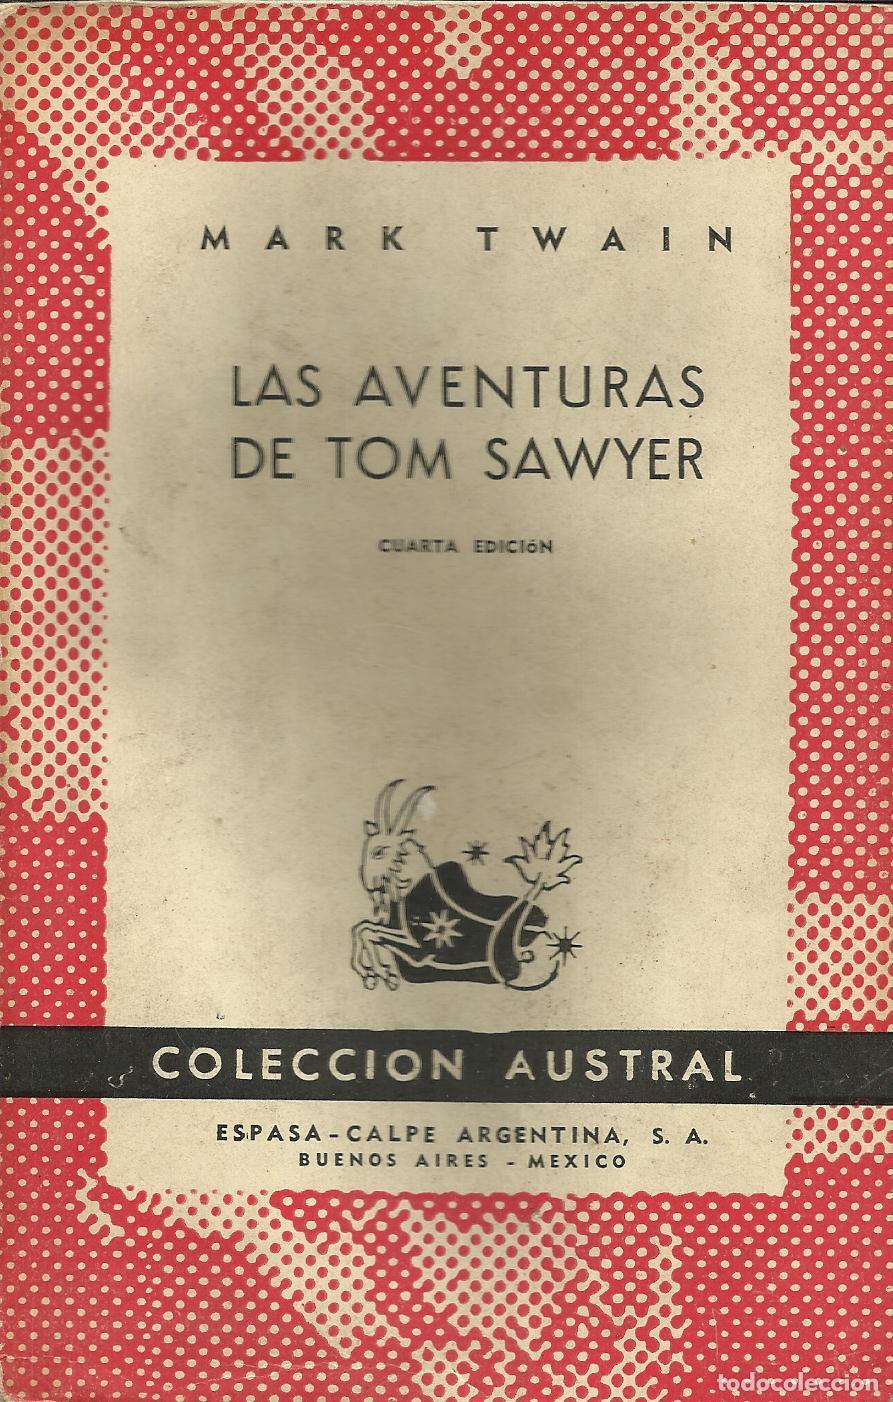 MARK TWAIN
LAS AVENTURAS
DE TOM SAWYER
CUARTA EDICIÓN
COLECCION AUSTRAL
ESPASA-CALPE ARGENTINA, S. A.
BUENOS AIRES - MEXICO
todocoleccion